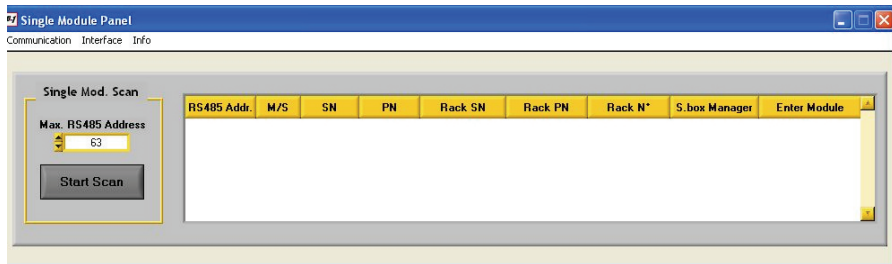 Single Module Panel
Communication Interface Info
Single Mod. Scan
Max. RS485 Address
63
Start Scan
RS485 Addr. M/S SN PN Rack SN Rack PN Rack N° S.box Manager Enter Module